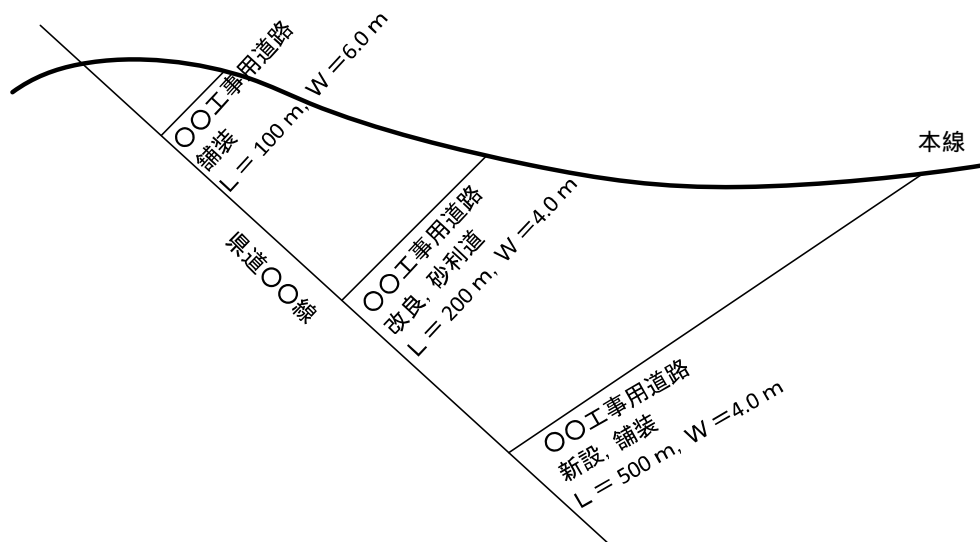 〇〇工事用道路
舗装
L＝100 m, W＝6.0 m
本線
〇〇工事用道路
改良, 砂利道
L＝200 m, W＝4.0 m
県道〇〇線
〇〇工事用道路
新設, 舗装
L＝500 m, W＝4.0 m